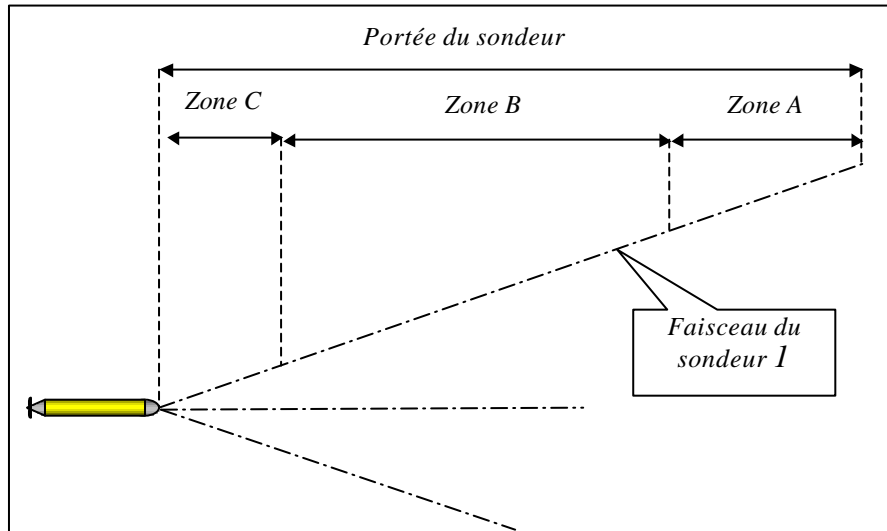 Portée du sondeur
Zone C
Zone B
Zone A
Faisceau du
sondeur 1